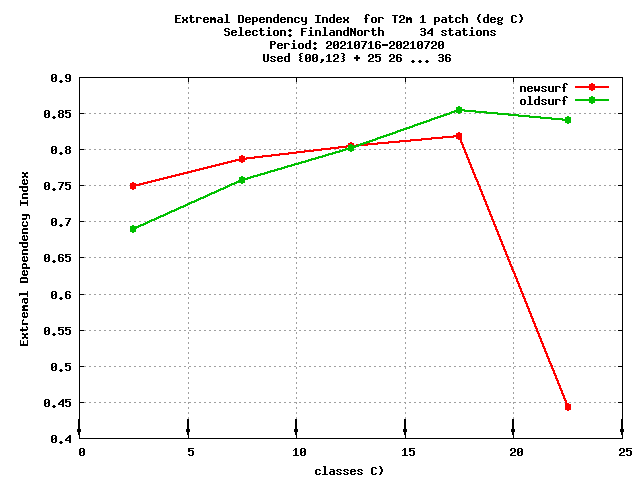 Extremal Dependency Index  for T2m 1 patch (deg C)
Selection: FinlandNorth     34 stations
Period: 20210716-20210720
Used {00,12} + 25 26 ... 36
newsurf
oldsurf
0.9
0.85
0.8
0.75
0.7
0.65
0.6
0.55
0.5
0.45
0.4
Extremal Dependency Index
0 5 10 15 20 25
classes C)